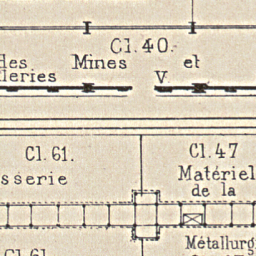 Cl.40.
des Mines et
lleries V.
Cl. 61. Cl. 47
sserie Matériel
de la
Métallurg
Cl.61